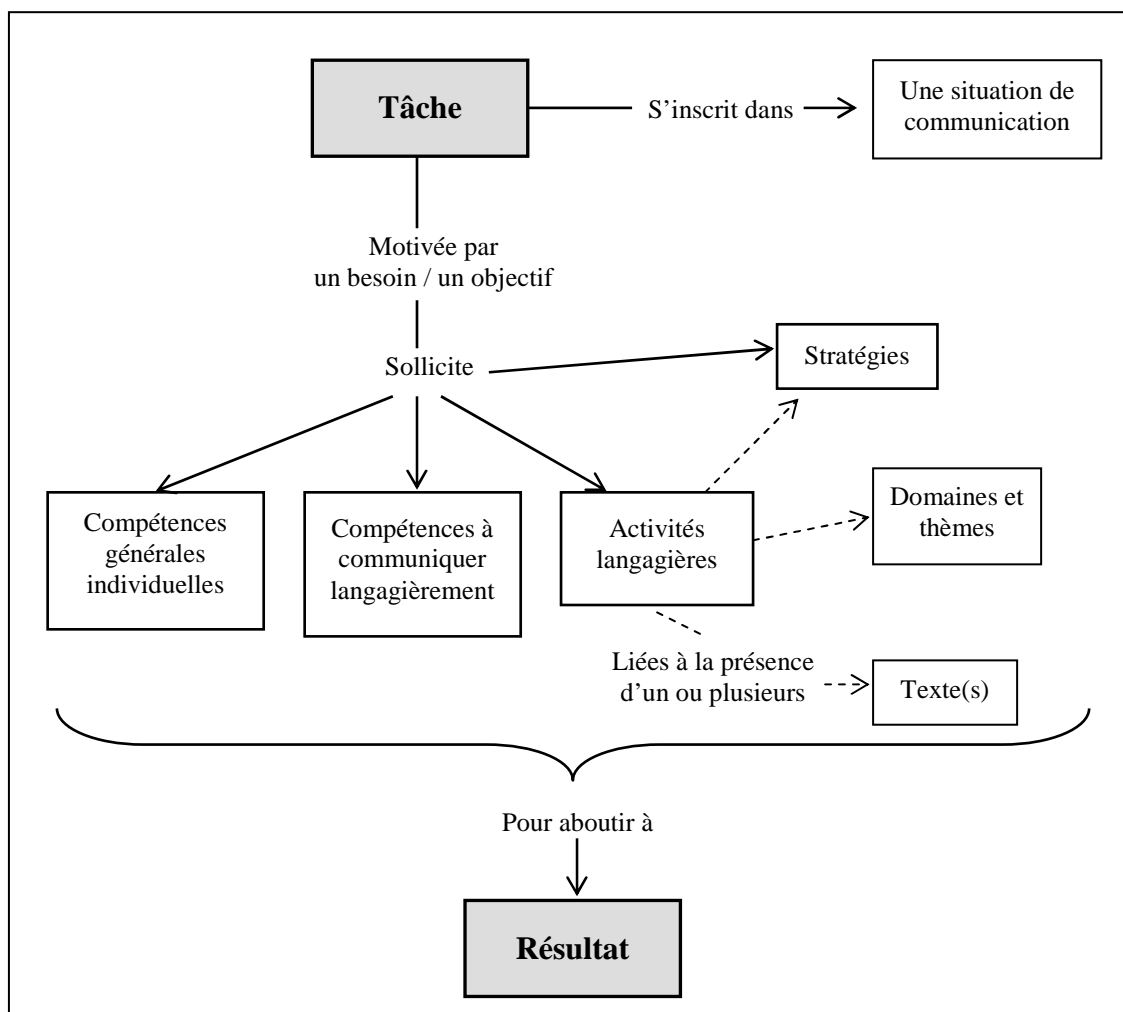 Tâche
S’inscrit dans
Une situation de
communication
Motivée par
un besoin / un objectif
Sollicite
Stratégies
Compétences
générales
individuelles
Compétences à
communiquer
langagièrement
Activités
langagières
Domaines et
thèmes
Liées à la présence
d’un ou plusieurs
Texte(s)
Pour aboutir à
Résultat